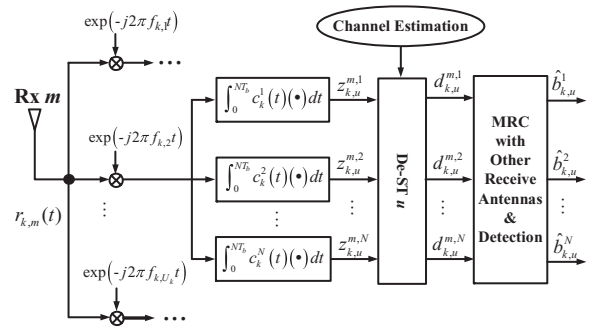 exp(-j2πf_{k,1}t)
Channel Estimation
Rx m
exp(-j2πf_{k,2}t)
r_{k,m}(t)
exp(-j2πf_{k,U_k}t)
∫_0^{NT_b} c_k^1(t)(•)dt
∫_0^{NT_b} c_k^2(t)(•)dt
∫_0^{NT_b} c_k^N(t)(•)dt
z_{k,u}^{m,1}
z_{k,u}^{m,2}
z_{k,u}^{m,N}
De-ST u
d_{k,u}^{m,1}
d_{k,u}^{m,2}
d_{k,u}^{m,N}
MRC
with
Other
Receive
Antennas
&
Detection
b̂_{k,u}^1
b̂_{k,u}^2
b̂_{k,u}^N